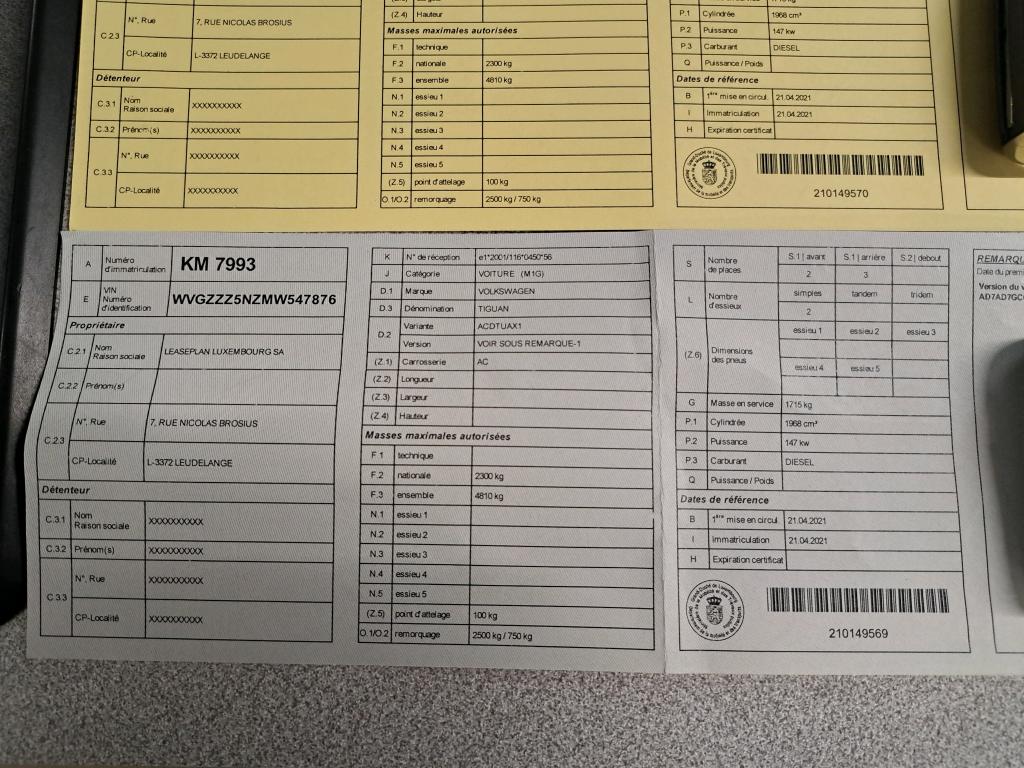 N°, Rue 7, RUE NICOLAS BROSIUS
C.2.3
CP-Localité L-3372 LEUDELANGE
Détenteur
C.3.1 Nom
Raison sociale XXXXXXXXXX
C.3.2 Prénom(s) XXXXXXXXXX
N°, Rue XXXXXXXXXX
C.3.3
CP-Localité XXXXXXXXXX
(Z.4) Hauteur
Masses maximales autorisées
F.1 technique
F.2 nationale 2300 kg
F.3 ensemble 4810 kg
N.1 essieu 1
N.2 essieu 2
N.3 essieu 3
N.4 essieu 4
N.5 essieu 5
(Z.5) point d'attelage 100 kg
O.1/O.2 remorquage 2500 kg / 750 kg
P.1 Cylindrée 1968 cm³
P.2 Puissance 147 kw
P.3 Carburant DIESEL
Q Puissance / Poids
Dates de référence
B 1ère mise en circul. 21.04.2021
I Immatriculation 21.04.2021
H Expiration certificat
210149570
A Numéro
d'immatriculation KM 7993
E VIN
Numéro
d'identification WVGZZZ5NZMW547876
Propriétaire
C.2.1 Nom
Raison sociale LEASEPLAN LUXEMBOURG SA
C.2.2 Prénom(s)
N°, Rue 7, RUE NICOLAS BROSIUS
C.2.3
CP-Localité L-3372 LEUDELANGE
Détenteur
C.3.1 Nom
Raison sociale XXXXXXXXXX
C.3.2 Prénom(s) XXXXXXXXXX
N°, Rue XXXXXXXXXX
C.3.3
CP-Localité XXXXXXXXXX
K N° de réception e1*2001/116*0450*56
J Catégorie VOITURE (M1G)
D.1 Marque VOLKSWAGEN
D.3 Dénomination TIGUAN
D.2 Variante ACDTUAX1
Version VOIR SOUS REMARQUE-1
(Z.1) Carrosserie AC
(Z.2) Longueur
(Z.3) Largeur
(Z.4) Hauteur
Masses maximales autorisées
F.1 technique
F.2 nationale 2300 kg
F.3 ensemble 4810 kg
N.1 essieu 1
N.2 essieu 2
N.3 essieu 3
N.4 essieu 4
N.5 essieu 5
(Z.5) point d'attelage 100 kg
O.1/O.2 remorquage 2500 kg / 750 kg
S Nombre
de places S.1 | avant S.1 | arrière S.2 | debout
2 3
L Nombre
d'essieux simples tandem tridem
2
(Z.6) Dimensions
des pneus essieu 1 essieu 2 essieu 3
essieu 4 essieu 5
G Masse en service 1715 kg
P.1 Cylindrée 1968 cm³
P.2 Puissance 147 kw
P.3 Carburant DIESEL
Q Puissance / Poids
Dates de référence
B 1ère mise en circul. 21.04.2021
I Immatriculation 21.04.2021
H Expiration certificat
210149569
REMARQU
Date du prem
Version du v
AD7AD7GC